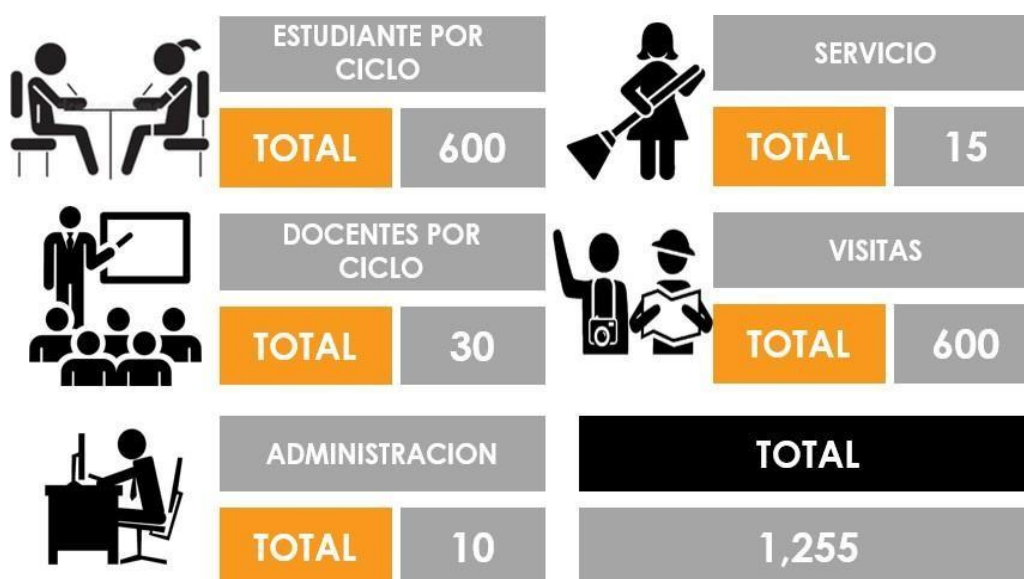 ESTUDIANTE POR
CICLO
TOTAL 600
DOCENTES POR
CICLO
TOTAL 30
ADMINISTRACION
TOTAL 10
SERVICIO
TOTAL 15
VISITAS
TOTAL 600
TOTAL
1,255